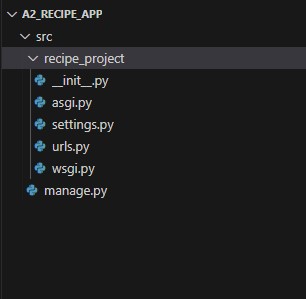 A2_RECIPE_APP
src
recipe_project
__init__.py
asgi.py
settings.py
urls.py
wsgi.py
manage.py